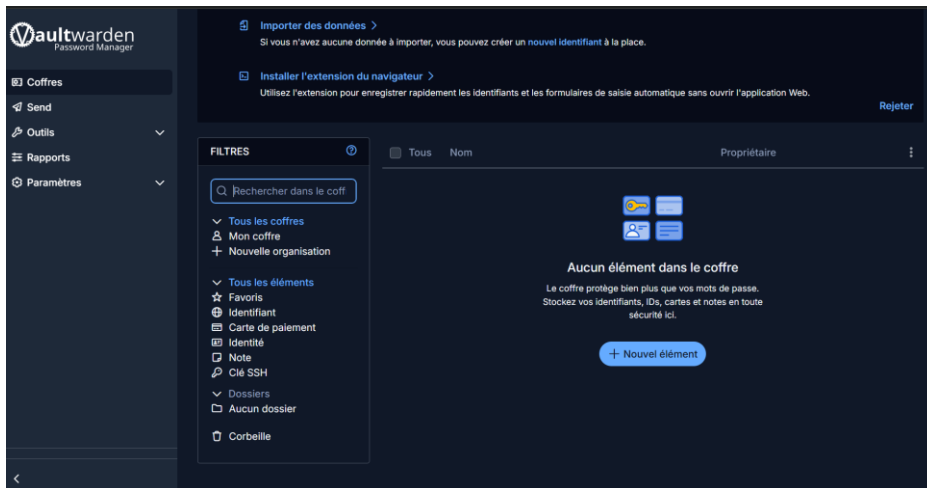 Vaultwarden
Password Manager
Coffres
Send
Outils
Rapports
Paramètres
Importer des données >
Si vous n'avez aucune donnée à importer, vous pouvez créer un nouvel identifiant à la place.
Installer l'extension du navigateur >
Utilisez l'extension pour enregistrer rapidement les identifiants et les formulaires de saisie automatique sans ouvrir l'application Web.
Rejeter
FILTRES
Rechercher dans le coff
Tous les coffres
Mon coffre
Nouvelle organisation
Tous les éléments
Favoris
Identifiant
Carte de paiement
Identité
Note
Clé SSH
Dossiers
Aucun dossier
Corbeille
Tous Nom Propriétaire
Aucun élément dans le coffre
Le coffre protège bien plus que vos mots de passe.
Stockez vos identifiants, IDs, cartes et notes en toute
sécurité ici.
+ Nouvel élément